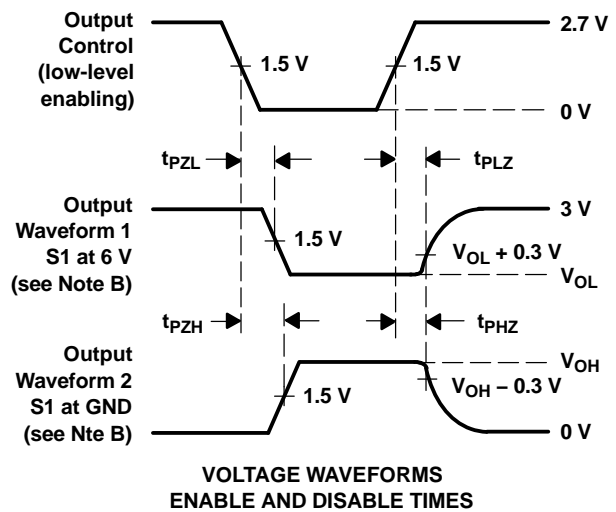 Output
Control
(low-level
enabling)
1.5 V
1.5 V
2.7 V
0 V
tPZL
tPLZ
Output
Waveform 1
S1 at 6 V
(see Note B)
1.5 V
3 V
VOL + 0.3 V
VOL
tPZH
tPHZ
Output
Waveform 2
S1 at GND
(see Nte B)
1.5 V
VOH
VOH − 0.3 V
0 V
VOLTAGE WAVEFORMS
ENABLE AND DISABLE TIMES